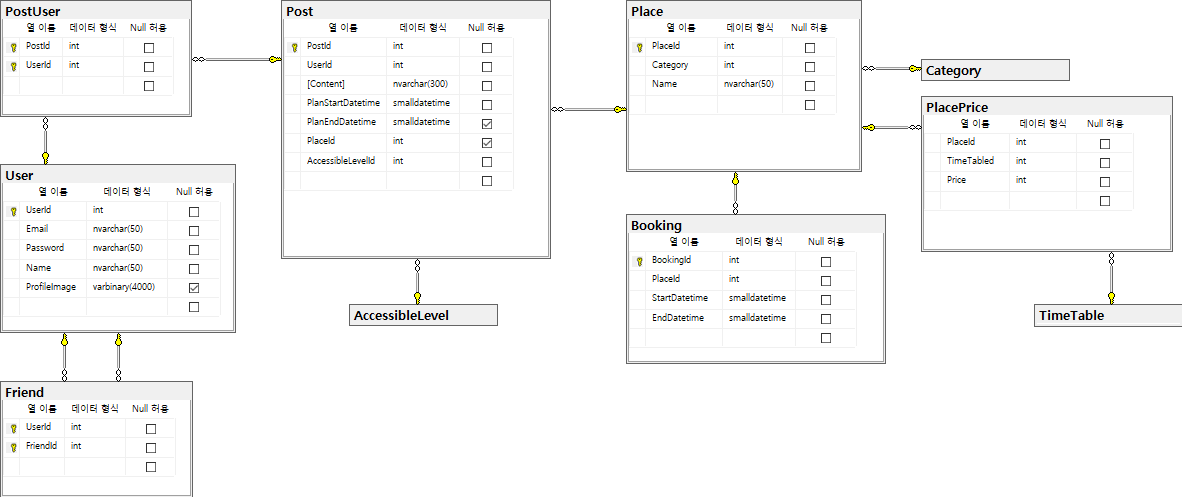 PostUser
열 이름 데이터 형식 Null 허용
PostId int
UserId int
Post
열 이름 데이터 형식 Null 허용
PostId int
UserId int
[Content] nvarchar(300)
PlanStartDatetime smalldatetime
PlanEndDatetime smalldatetime
PlaceId int
AccessibleLevelId int
Place
열 이름 데이터 형식 Null 허용
PlaceId int
Category int
Name nvarchar(50)
Category
PlacePrice
열 이름 데이터 형식 Null 허용
PlaceId int
TimeTabled int
Price int
User
열 이름 데이터 형식 Null 허용
UserId int
Email nvarchar(50)
Password nvarchar(50)
Name nvarchar(50)
ProfileImage varbinary(4000)
Booking
열 이름 데이터 형식 Null 허용
BookingId int
PlaceId int
StartDatetime smalldatetime
EndDatetime smalldatetime
AccessibleLevel
TimeTable
Friend
열 이름 데이터 형식 Null 허용
UserId int
FriendId int